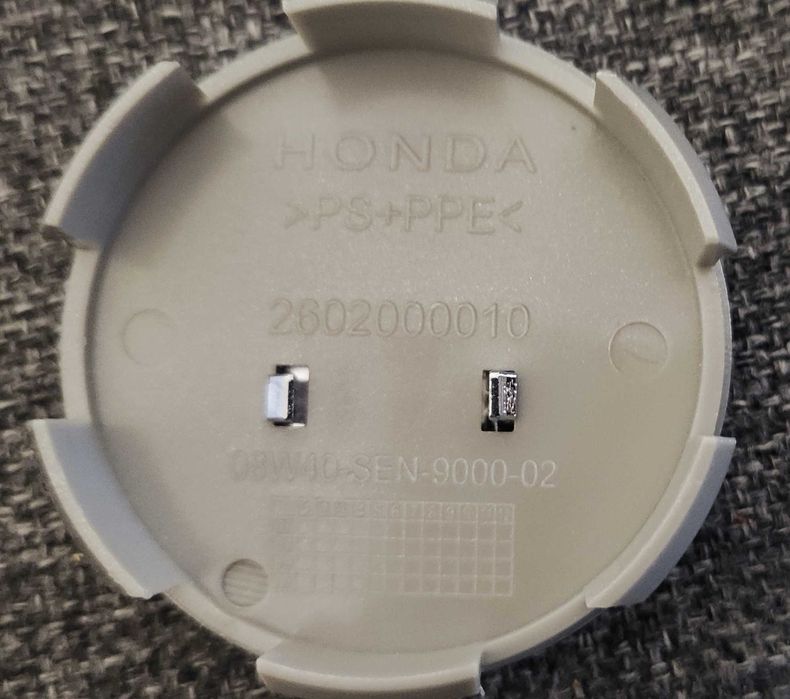 HONDA
>PS+PPE<
2602000010
08W40-SEN-9000-02